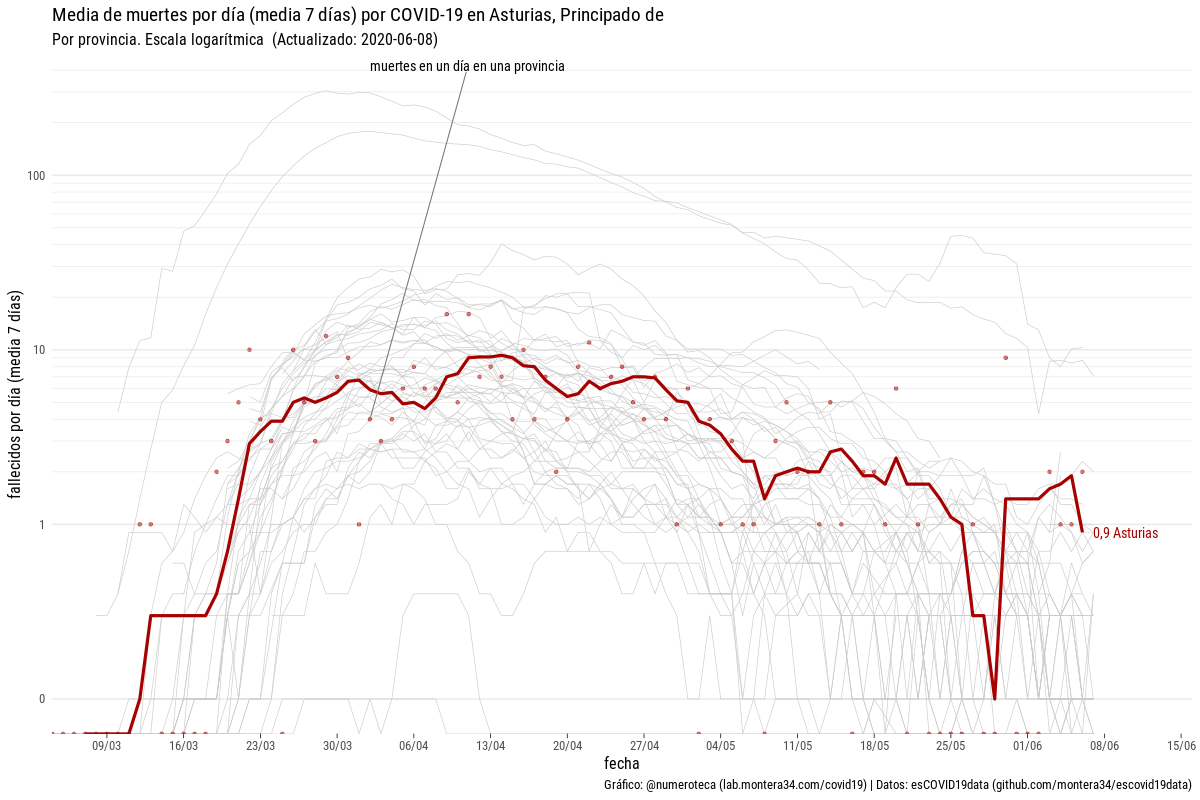 Media de muertes por día (media 7 días) por COVID-19 en Asturias, Principado de
Por provincia. Escala logarítmica  (Actualizado: 2020-06-08)
muertes en un día en una provincia
fallecidos por día (media 7 días)
100
10
1
0
0,9 Asturias
09/03
16/03
23/03
30/03
06/04
13/04
20/04
27/04
04/05
11/05
18/05
25/05
01/06
08/06
15/06
fecha
Gráfico: @numeroteca (lab.montera34.com/covid19) | Datos: esCOVID19data (github.com/montera34/escovid19data)